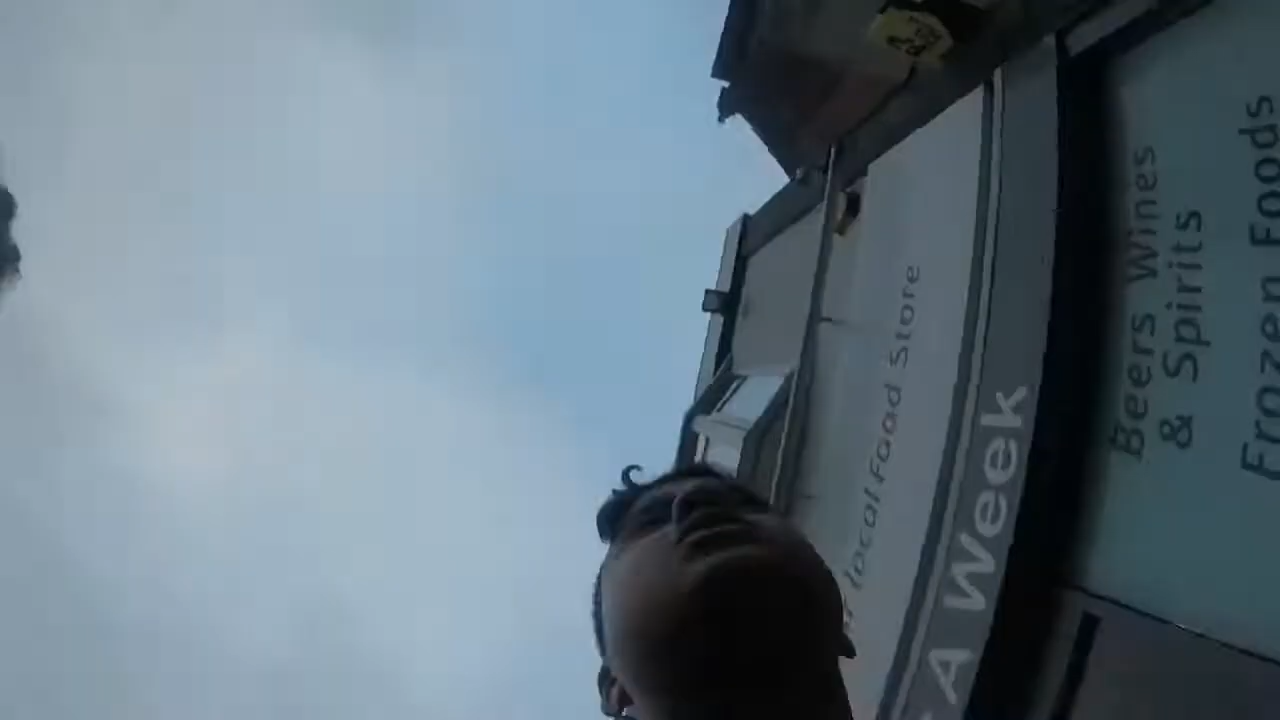 local Food Store
A Week
Beers Wines
& Spirits
Frozen Foods